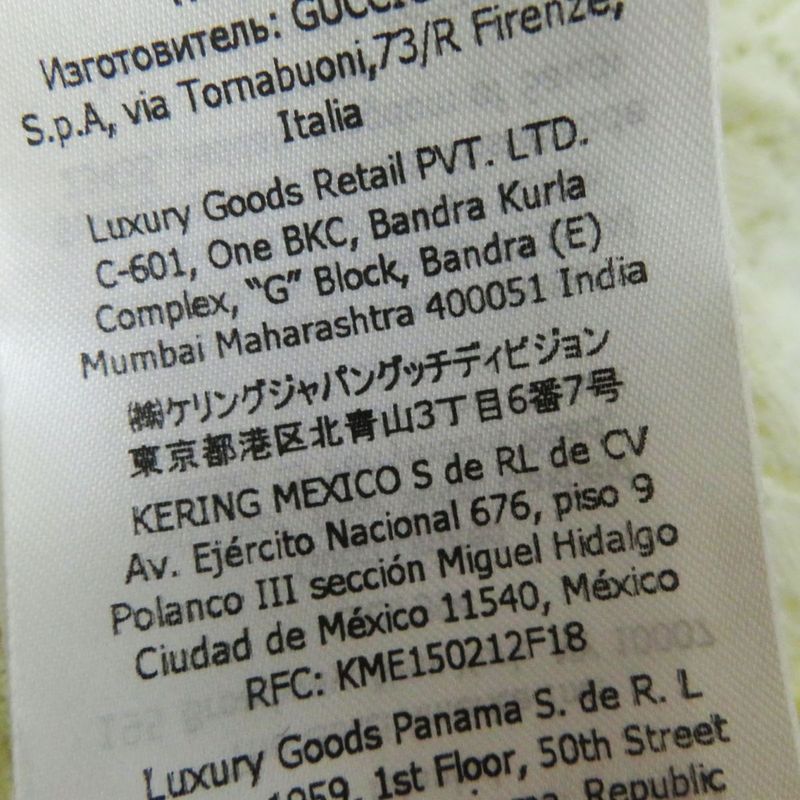 Изготовитель: GUCCIO
S.p.A, via Tornabuoni,73/R Firenze,
Italia
Luxury Goods Retail PVT. LTD.
C-601, One BKC, Bandra Kurla
Complex, “G” Block, Bandra (E)
Mumbai Maharashtra 400051 India
㈱ケリングジャパングッチディビジョン
東京都港区北青山3丁目6番7号
KERING MEXICO S de RL de CV
Av. Ejército Nacional 676, piso 9
Polanco III sección Miguel Hidalgo
Ciudad de México 11540, México
RFC: KME150212F18
Luxury Goods Panama S. de R. L
1059, 1st Floor, 50th Street
Republic